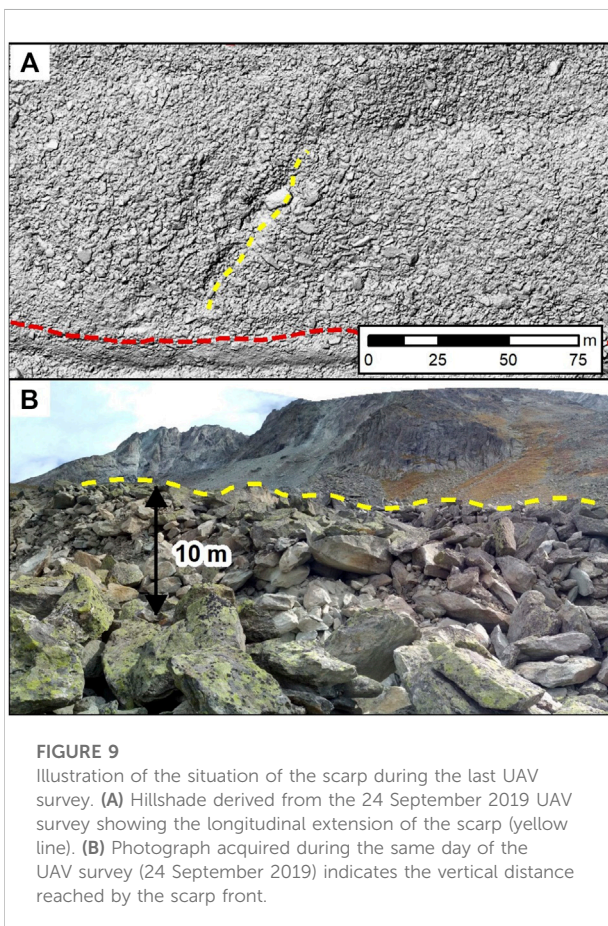 A
m
0 25 50 75
B
10 m
FIGURE 9
Illustration of the situation of the scarp during the last UAV
survey. (A) Hillshade derived from the 24 September 2019 UAV
survey showing the longitudinal extension of the scarp (yellow
line). (B) Photograph acquired during the same day of the
UAV survey (24 September 2019) indicates the vertical distance
reached by the scarp front.